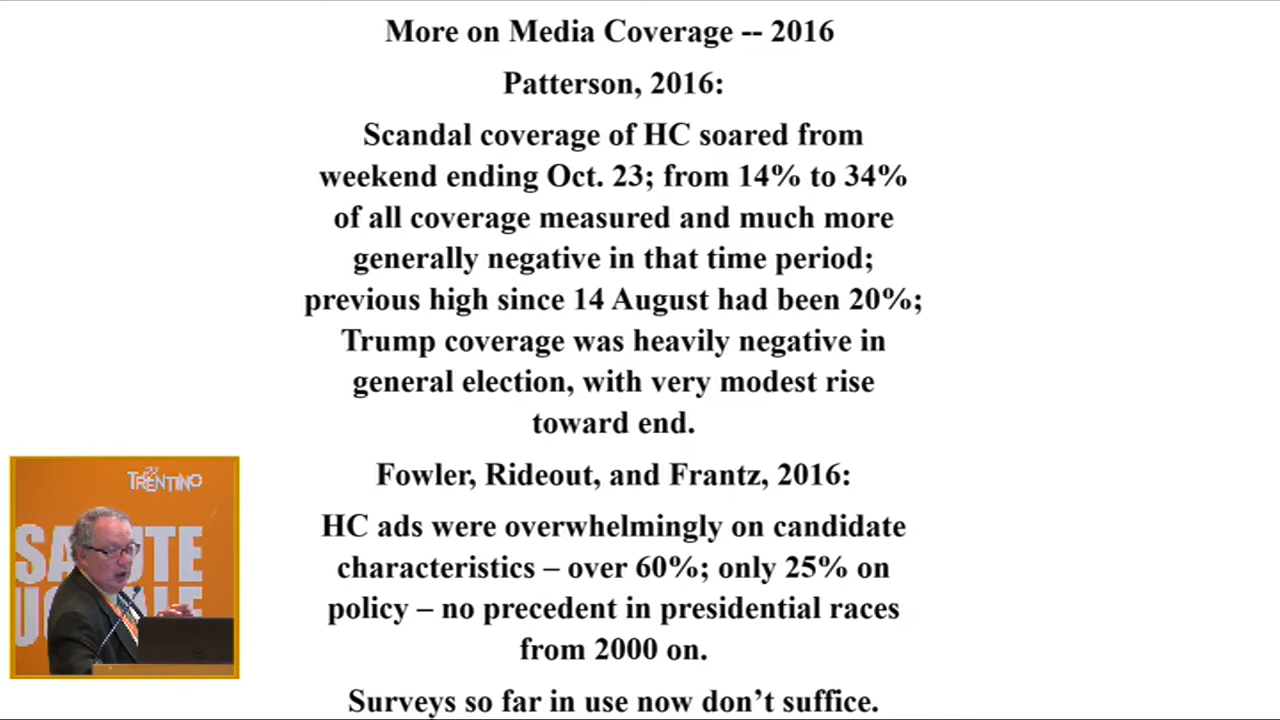 More on Media Coverage -- 2016
Patterson, 2016:
Scandal coverage of HC soared from
weekend ending Oct. 23; from 14% to 34%
of all coverage measured and much more
generally negative in that time period;
previous high since 14 August had been 20%;
Trump coverage was heavily negative in
general election, with very modest rise
toward end.
Fowler, Rideout, and Frantz, 2016:
HC ads were overwhelmingly on candidate
characteristics – over 60%; only 25% on
policy – no precedent in presidential races
from 2000 on.
Surveys so far in use now don’t suffice.
TRENTINO